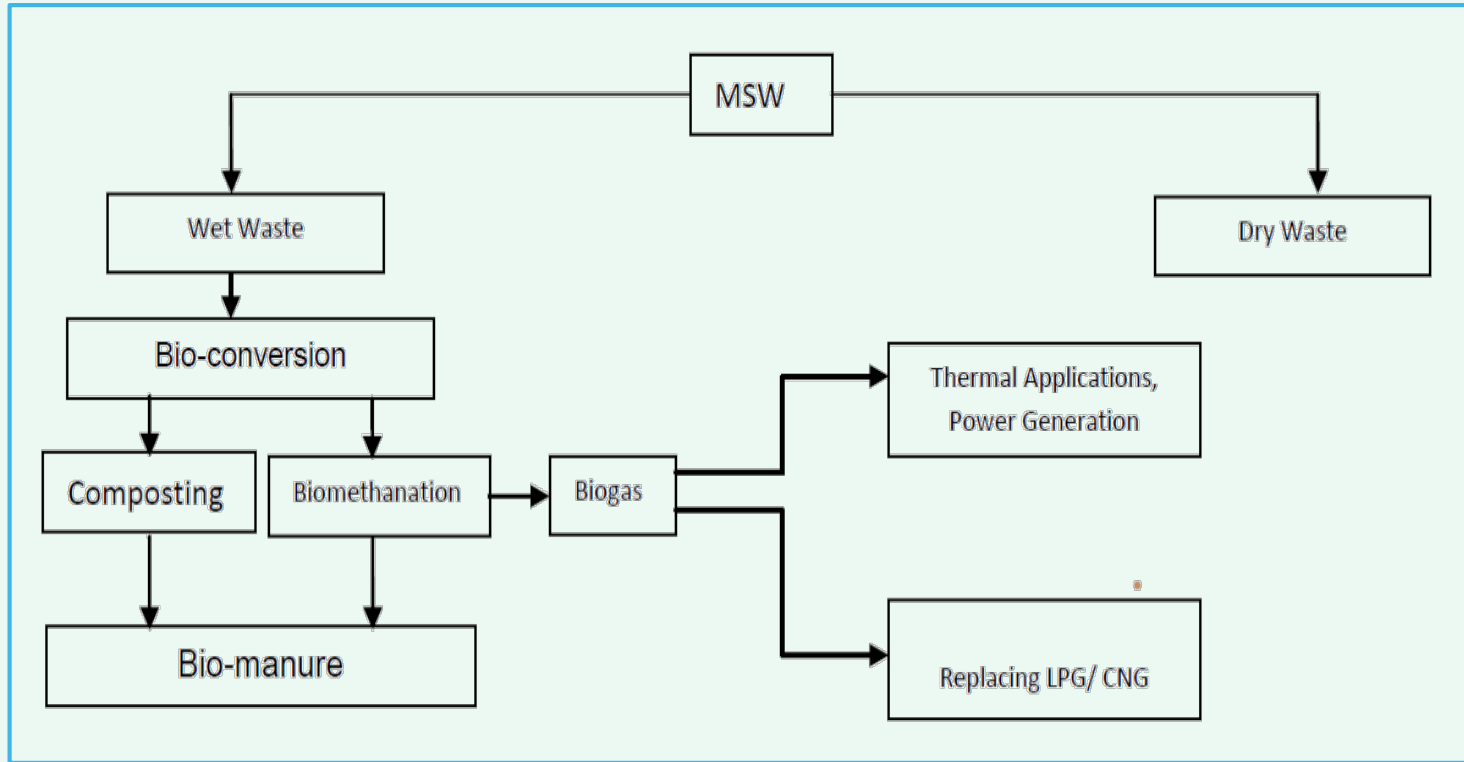 MSW
Wet Waste
Dry Waste
Bio-conversion
Thermal Applications,
Power Generation
Composting
Biomethanation
Biogas
Bio-manure
Replacing LPG/ CNG